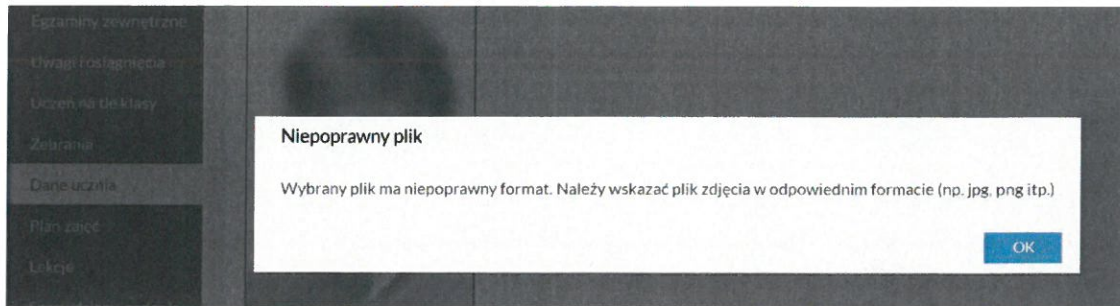 Egzaminy zewnętrzne
Uwagi i osiągnięcia
Uczeń na tle klasy
Zebrania
Dane ucznia
Plan zajęć
Lekcje
Niepoprawny plik
Wybrany plik ma niepoprawny format. Należy wskazać plik zdjęcia w odpowiednim formacie (np. jpg, png itp.)
OK